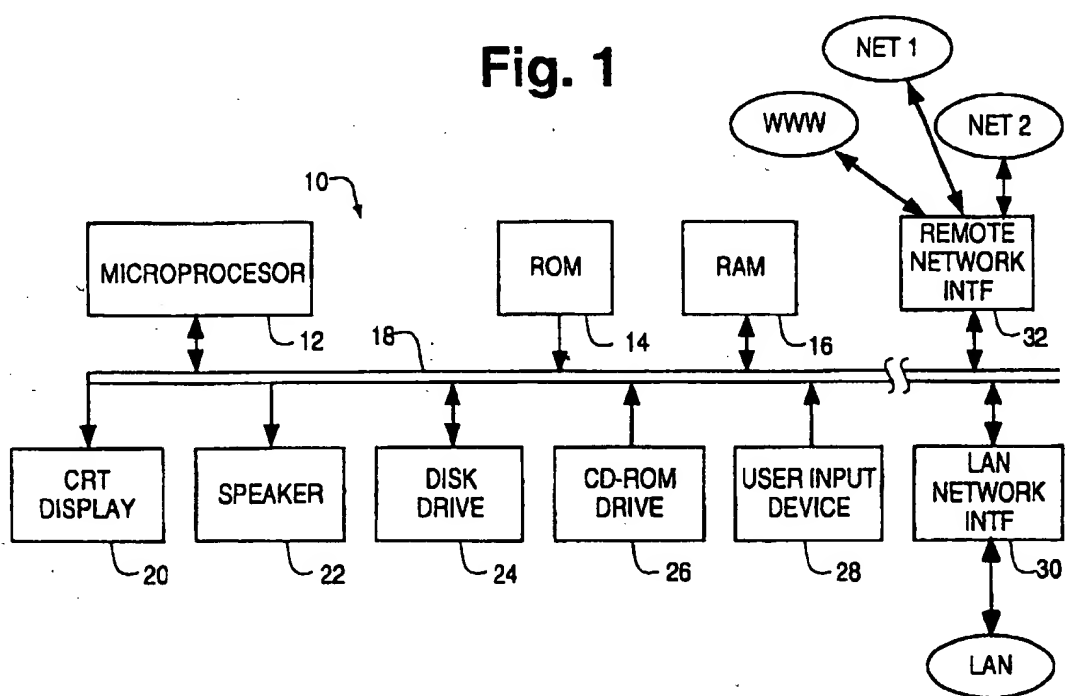 Fig. 1
NET 1
WWW
NET 2
10
MICROPROCESOR
ROM
RAM
REMOTE
NETWORK
INTF
12
18
14
16
32
CRT
DISPLAY
SPEAKER
DISK
DRIVE
CD-ROM
DRIVE
USER INPUT
DEVICE
LAN
NETWORK
INTF
20
22
24
26
28
30
LAN